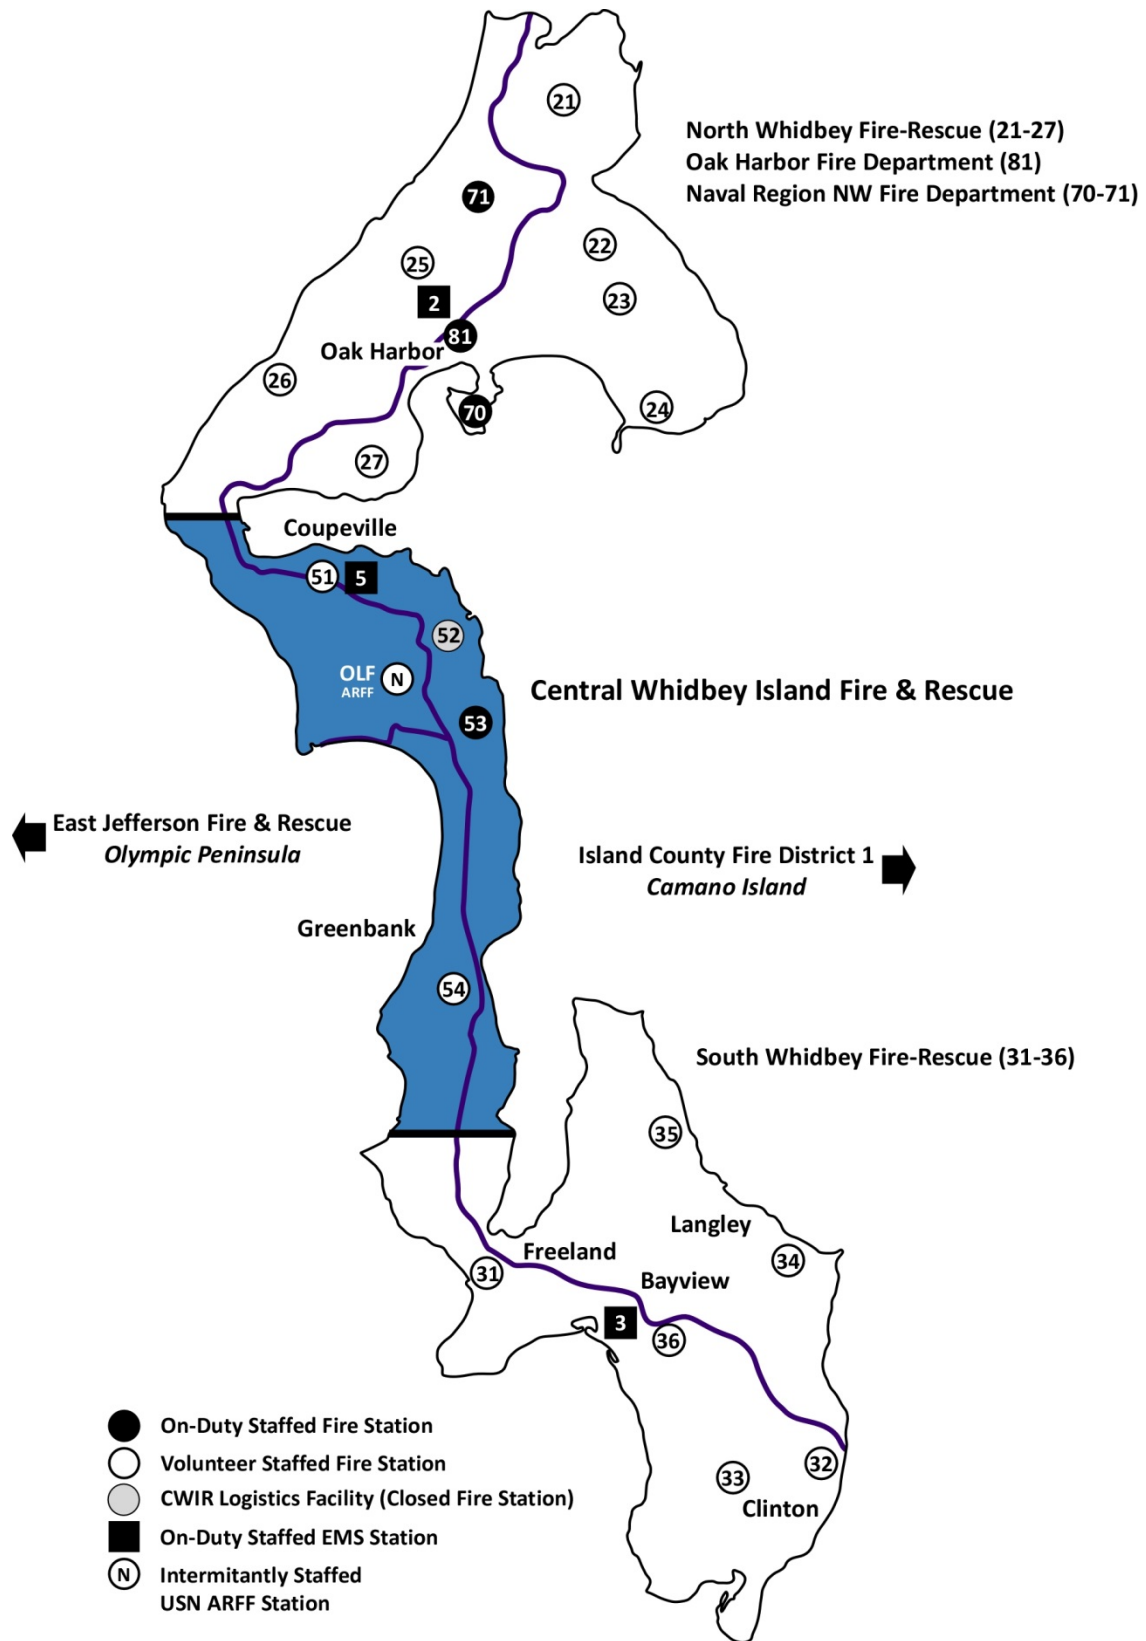 21
North Whidbey Fire-Rescue (21-27)
Oak Harbor Fire Department (81)
Naval Region NW Fire Department (70-71)
71
22
25
23
2
81
Oak Harbor
26
24
70
27
Coupeville
51
5
52
OLF
ARFF
N
Central Whidbey Island Fire & Rescue
53
East Jefferson Fire & Rescue
Olympic Peninsula
Island County Fire District 1
Camano Island
Greenbank
54
South Whidbey Fire-Rescue (31-36)
35
Langley
Freeland
34
31
Bayview
3
36
On-Duty Staffed Fire Station
Volunteer Staffed Fire Station
32
33
CWIR Logistics Facility (Closed Fire Station)
Clinton
On-Duty Staffed EMS Station
N
Intermitantly Staffed
USN ARFF Station